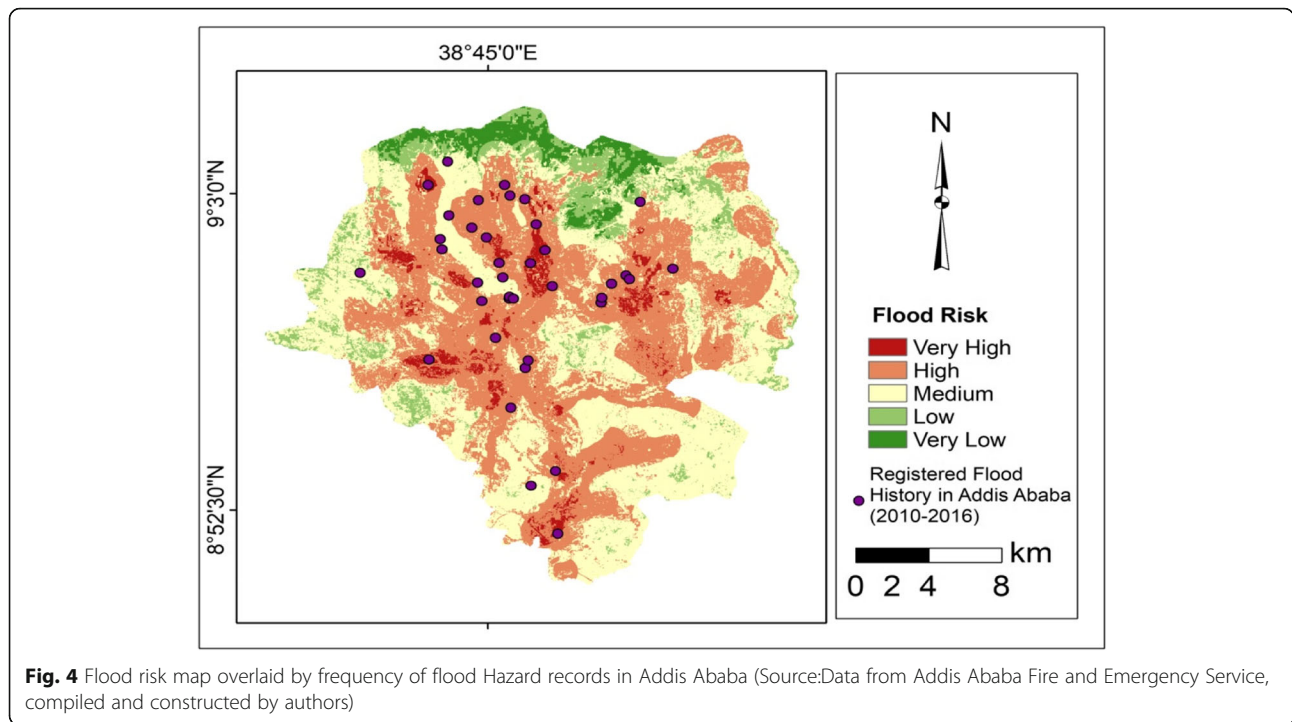 38°45'0"E
9°3'0"N
8°52'30"N
N
Flood Risk
Very High
High
Medium
Low
Very Low
Registered Flood
History in Addis Ababa
(2010-2016)
km
0 2 4 8
Fig. 4 Flood risk map overlaid by frequency of flood Hazard records in Addis Ababa (Source:Data from Addis Ababa Fire and Emergency Service,
compiled and constructed by authors)